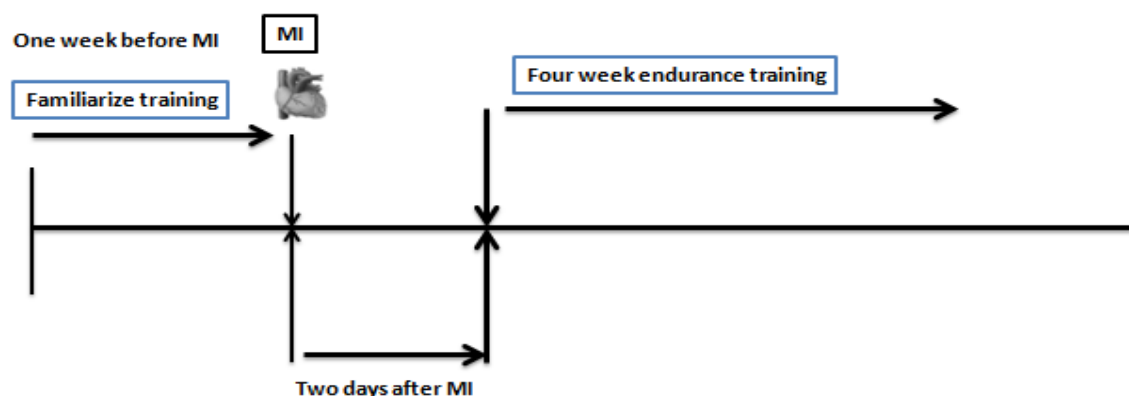 One week before MI
MI
Familiarize training
Four week endurance training
Two days after MI